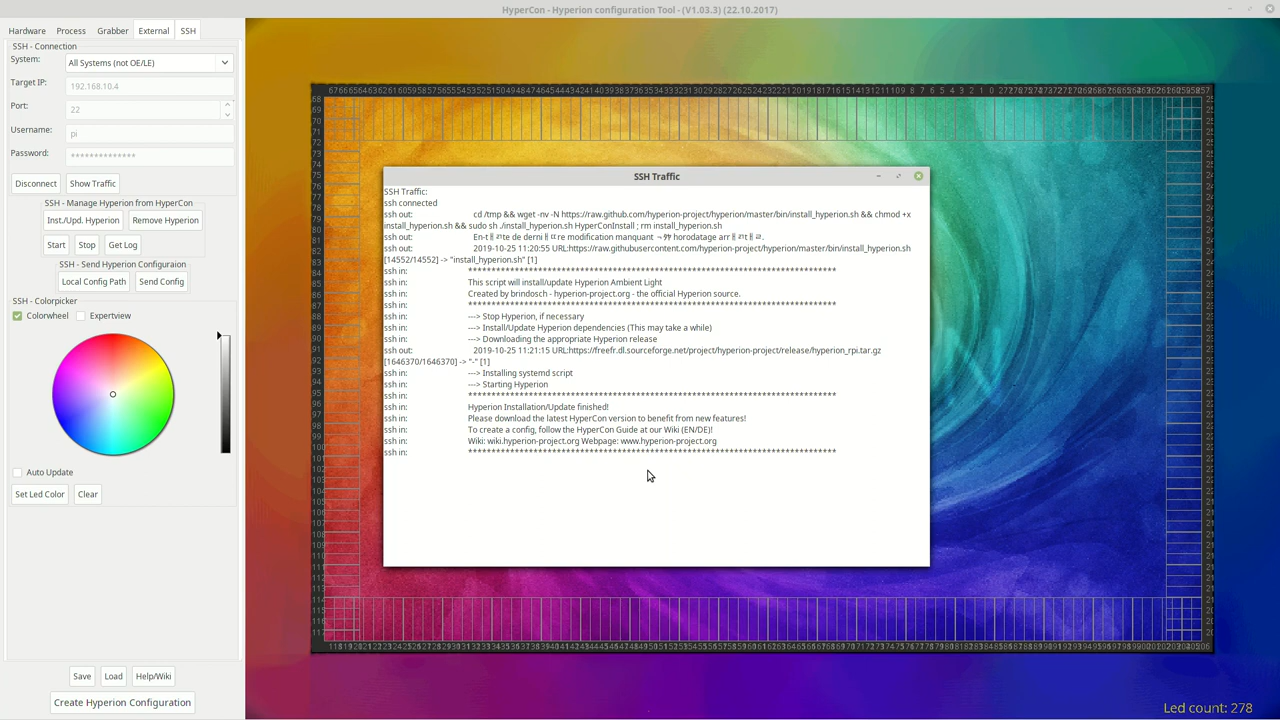 HyperCon - Hyperion configuration Tool - (V1.03.3) (22.10.2017)
Hardware Process Grabber External SSH
SSH - Connection
System: All Systems (not OE/LE)
Target IP: 192.168.10.4
Port: 22
Username: pi
Password: **************
Disconnect Show Traffic
SSH - Manage Hyperion from HyperCon
Inst./Upd. Hyperion Remove Hyperion
Start Stop Get Log
SSH - Send Hyperion Configuraion
Local Config Path Send Config
SSH - Colorpicker
Colorwheel Expertview
Auto Update
Set Led Color Clear
Save Load Help/Wiki
Create Hyperion Configuration
SSH Traffic
SSH Traffic:
ssh connected
ssh out: cd /tmp && wget -nv -N https://raw.github.com/hyperion-project/hyperion/master/bin/install_hyperion.sh && chmod +x
install_hyperion.sh && sudo sh ./install_hyperion.sh HyperConInstall ; rm install_hyperion.sh
ssh out: de modification manquant horodatage
ssh out: 2019-10-25 11:20:55 URL:https://raw.githubusercontent.com/hyperion-project/hyperion/master/bin/install_hyperion.sh
[14552/14552] -> "install_hyperion.sh" [1]
ssh in: *******************************************************************************
ssh in: This script will install/update Hyperion Ambient Light
ssh in: Created by brindosch - hyperion-project.org - the official Hyperion source.
ssh in: *******************************************************************************
ssh in: ---> Stop Hyperion, if necessary
ssh in: ---> Install/Update Hyperion dependencies (This may take a while)
ssh in: ---> Downloading the appropriate Hyperion release
ssh out: 2019-10-25 11:21:15 URL:https://freefr.dl.sourceforge.net/project/hyperion-project/release/hyperion_rpi.tar.gz
[1646370/1646370] -> "-" [1]
ssh in: ---> Installing systemd script
ssh in: ---> Starting Hyperion
ssh in: *******************************************************************************
ssh in: Hyperion Installation/Update finished!
ssh in: Please download the latest HyperCon version to benefit from new features!
ssh in: To create a config, follow the HyperCon Guide at our Wiki (EN/DE)!
ssh in: Wiki: wiki.hyperion-project.org Webpage: www.hyperion-project.org
ssh in: *******************************************************************************
Led count: 278